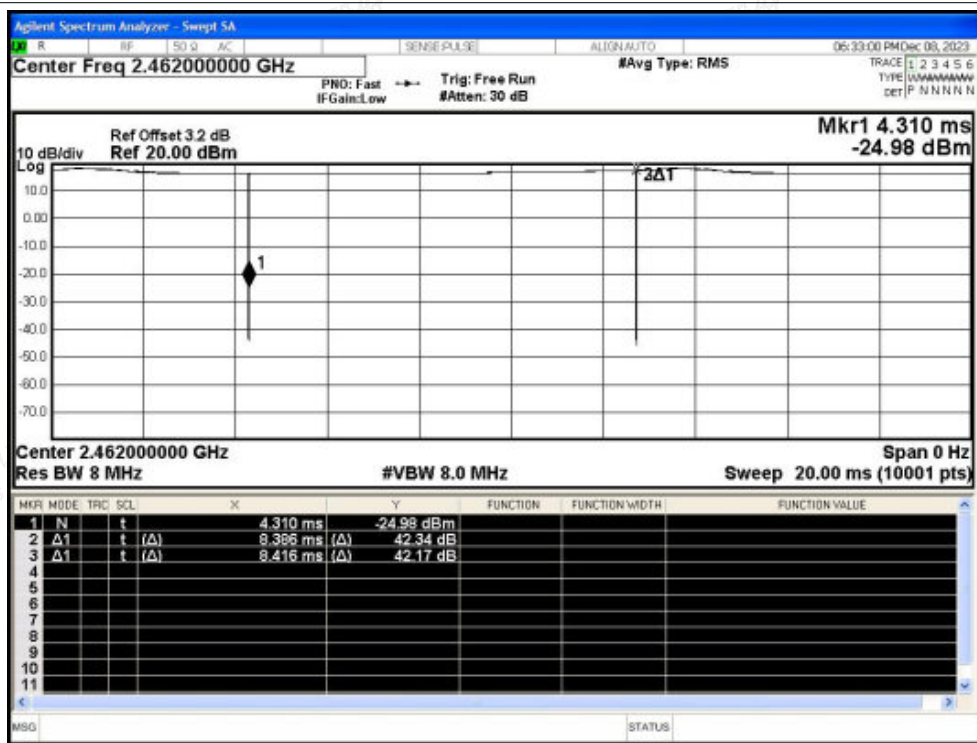 Agilent Spectrum Analyzer - Swept SA
R RF 50 Ω AC SENSE:PULSE ALIGNAUTO 06:33:00 PM Dec 08, 2023
Center Freq 2.462000000 GHz #Avg Type: RMS TRACE 1 2 3 4 5 6
PNO: Fast Trig: Free Run TYPE
IFGain:Low #Atten: 30 dB DET P N N N N N
Mkr1 4.310 ms
Ref Offset 3.2 dB
10 dB/div Ref 20.00 dBm -24.98 dBm
Log
2Δ1
10.0
0.00
-10.0
1
-20.0
-30.0
-40.0
-50.0
-60.0
-70.0
Center 2.462000000 GHz Span 0 Hz
Res BW 8 MHz #VBW 8.0 MHz Sweep 20.00 ms (10001 pts)
MKR MODE TRC SCL X Y FUNCTION FUNCTION WIDTH FUNCTION VALUE
1 N t 4.310 ms -24.98 dBm
2 Δ1 t (Δ) 8.386 ms (Δ) 42.34 dB
3 Δ1 t (Δ) 8.416 ms (Δ) 42.17 dB
4
5
6
7
8
9
10
11
MSG STATUS